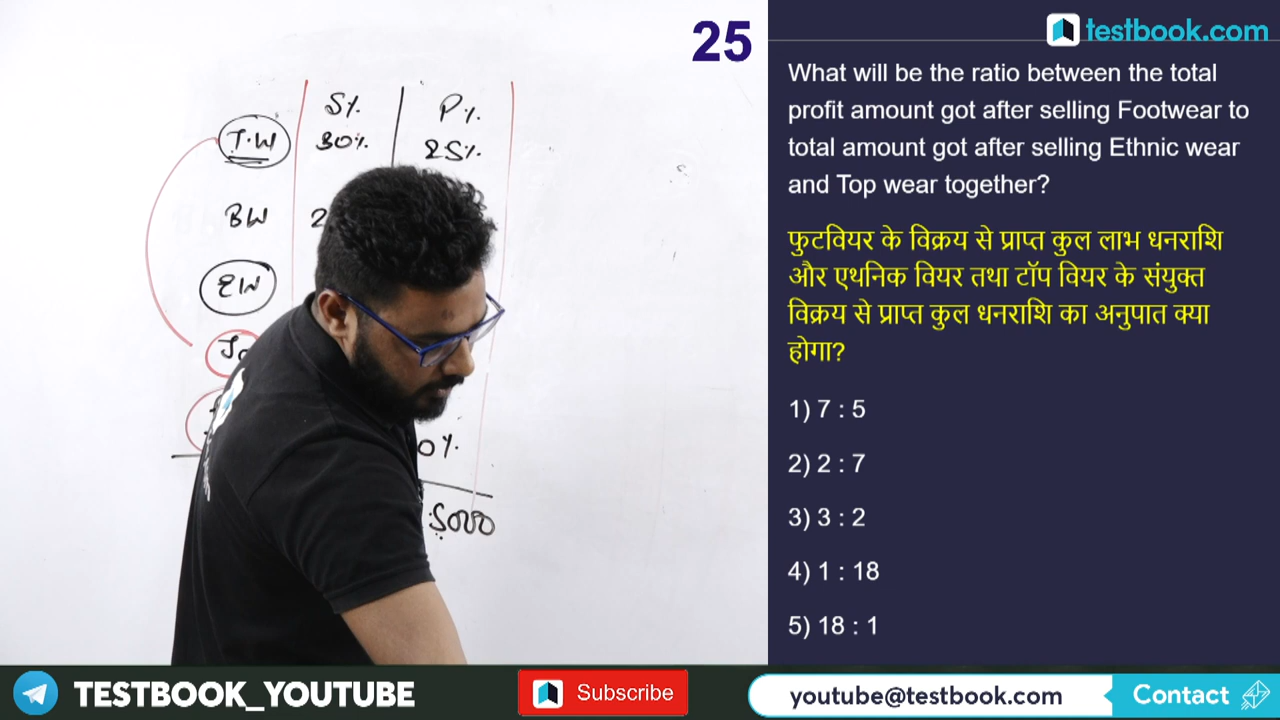 25
testbook.com
S% P%
T.W 30% 25%
BW 2
EW
0%
5000
What will be the ratio between the total
profit amount got after selling Footwear to
total amount got after selling Ethnic wear
and Top wear together?
फुटवियर के विक्रय से प्राप्त कुल लाभ धनराशि
और एथनिक वियर तथा टॉप वियर के संयुक्त
विक्रय से प्राप्त कुल धनराशि का अनुपात क्या
होगा?
1) 7 : 5
2) 2 : 7
3) 3 : 2
4) 1 : 18
5) 18 : 1
TESTBOOK_YOUTUBE
Subscribe
youtube@testbook.com
Contact